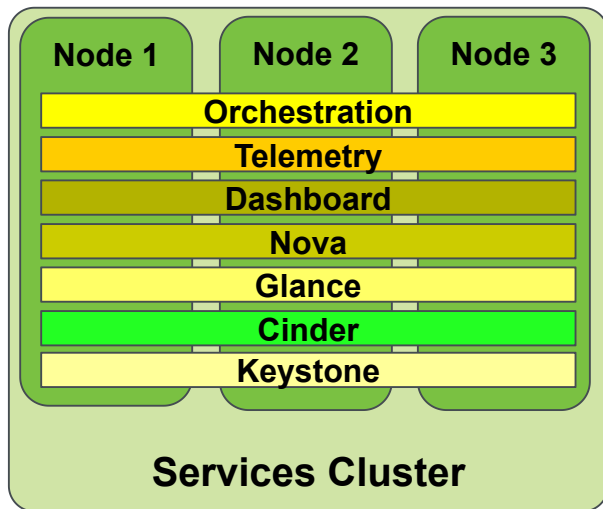 Node 1 Node 2 Node 3
Orchestration
Telemetry
Dashboard
Nova
Glance
Cinder
Keystone
Services Cluster